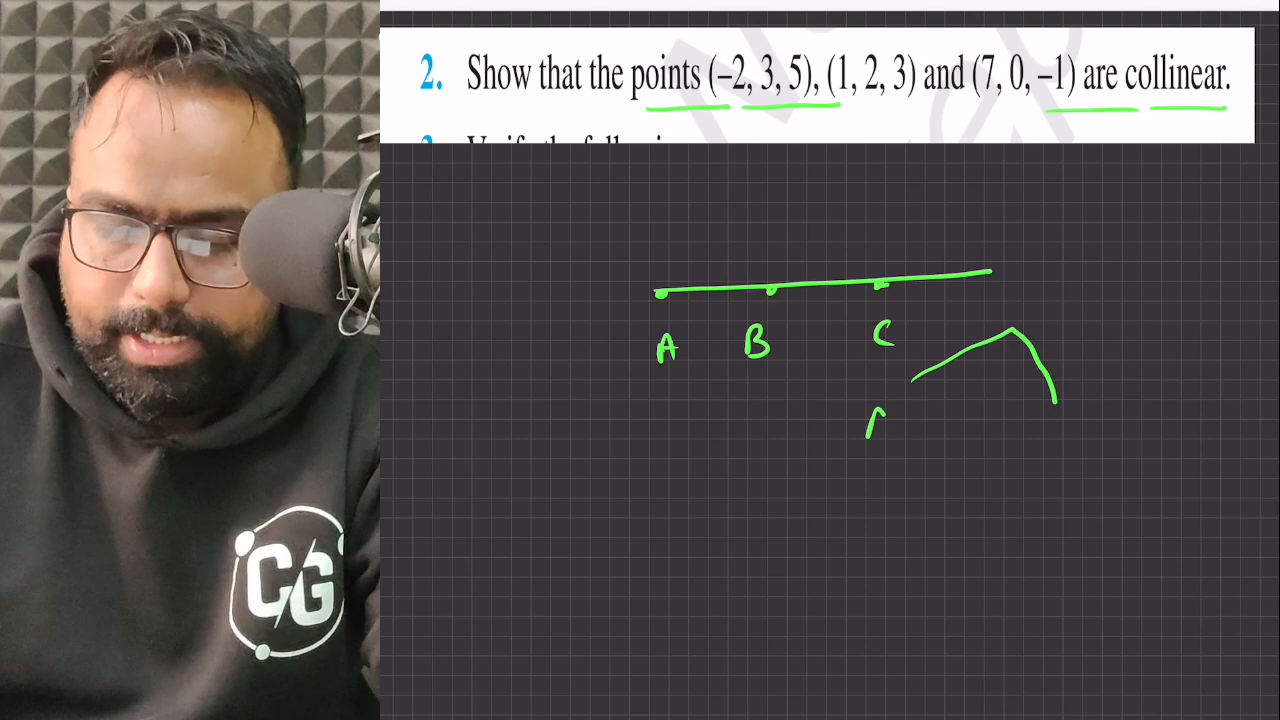 2. Show that the points (–2, 3, 5), (1, 2, 3) and (7, 0, –1) are collinear.
A B C
CG